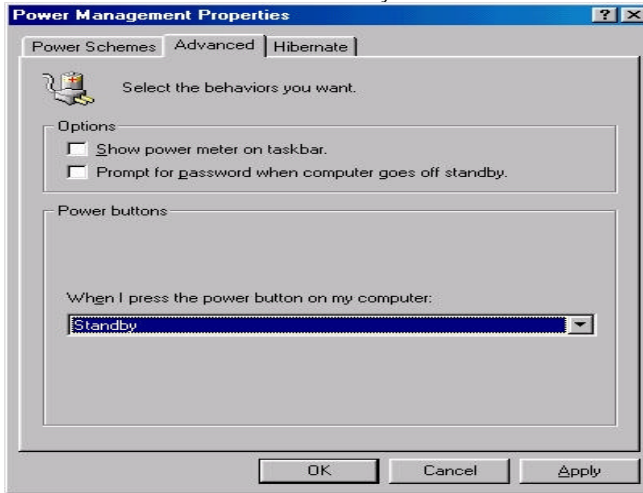 Power Management Properties
Power Schemes Advanced Hibernate
Select the behaviors you want.
Options
Show power meter on taskbar.
Prompt for password when computer goes off standby.
Power buttons
When I press the power button on my computer:
Standby
OK Cancel Apply